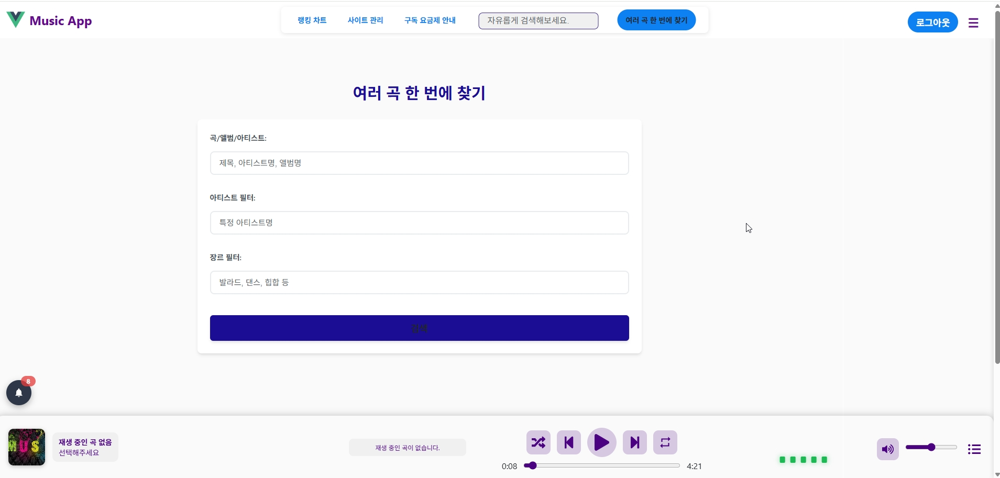 Music App
랭킹 차트
사이트 관리
구독 요금제 안내
자유롭게 검색해보세요.
여러 곡 한 번에 찾기
로그아웃
여러 곡 한 번에 찾기
곡/앨범/아티스트:
제목, 아티스트명, 앨범명
아티스트 필터:
특정 아티스트명
장르 필터:
발라드, 댄스, 힙합 등
검색
8
MUS
재생 중인 곡 없음
선택해주세요
재생 중인 곡이 없습니다.
0:08
4:21